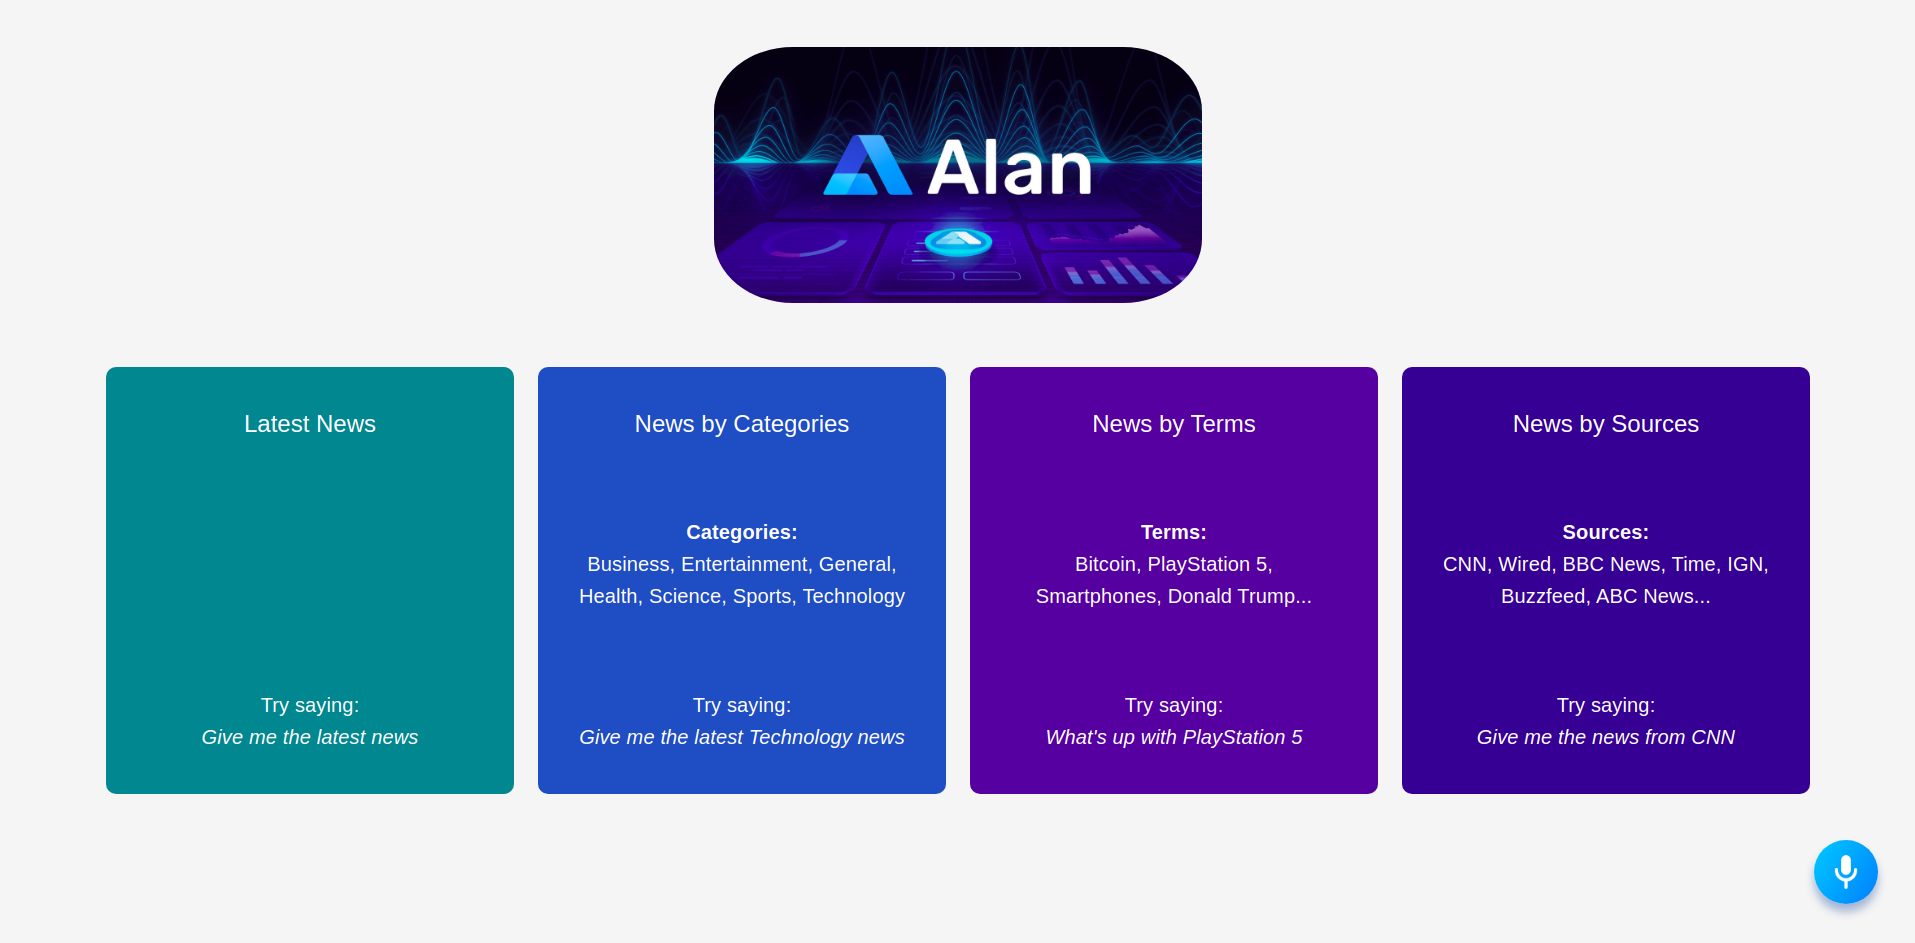 Alan
Latest News
Try saying:
Give me the latest news
News by Categories
Categories:
Business, Entertainment, General,
Health, Science, Sports, Technology
Try saying:
Give me the latest Technology news
News by Terms
Terms:
Bitcoin, PlayStation 5,
Smartphones, Donald Trump...
Try saying:
What's up with PlayStation 5
News by Sources
Sources:
CNN, Wired, BBC News, Time, IGN,
Buzzfeed, ABC News...
Try saying:
Give me the news from CNN